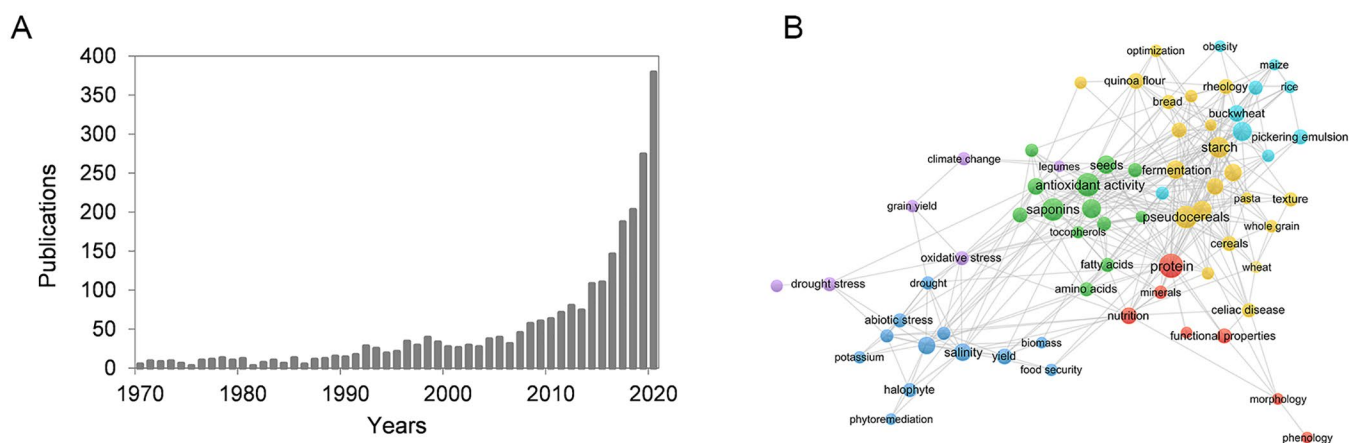 A
Publications
400
350
300
250
200
150
100
50
0
1970
1980
1990
2000
2010
2020
Years
B
optimization
obesity
maize
quinoa flour
rheology
rice
bread
buckwheat
pickering emulsion
starch
climate change
legumes
seeds
fermentation
antioxidant activity
pasta
texture
grain yield
saponins
pseudocereals
whole grain
tocopherols
cereals
oxidative stress
fatty acids
protein
wheat
drought stress
drought
amino acids
minerals
celiac disease
abiotic stress
nutrition
functional properties
potassium
salinity
yield
biomass
food security
halophyte
morphology
phytoremediation
phenology